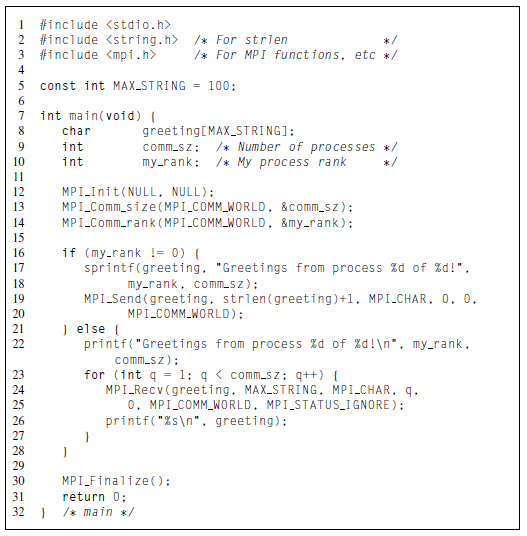 1 #include <stdio.h>
2 #include <string.h> /* For strlen */
3 #include <mpi.h> /* For MPI functions, etc */
4
5 const int MAX_STRING = 100;
6
7 int main(void) {
8 char greeting[MAX_STRING];
9 int comm_sz; /* Number of processes */
10 int my_rank; /* My process rank */
11
12 MPI_Init(NULL, NULL);
13 MPI_Comm_size(MPI_COMM_WORLD, &comm_sz);
14 MPI_Comm_rank(MPI_COMM_WORLD, &my_rank);
15
16 if (my_rank != 0) {
17 sprintf(greeting, "Greetings from process %d of %d!",
18 my_rank, comm_sz);
19 MPI_Send(greeting, strlen(greeting)+1, MPI_CHAR, 0, 0,
20 MPI_COMM_WORLD);
21 } else {
22 printf("Greetings from process %d of %d!\n", my_rank,
comm_sz);
23 for (int q = 1; q < comm_sz; q++) {
24 MPI_Recv(greeting, MAX_STRING, MPI_CHAR, q,
25 0, MPI_COMM_WORLD, MPI_STATUS_IGNORE);
26 printf("%s\n", greeting);
27 }
28 }
29
30 MPI_Finalize();
31 return 0;
32 } /* main */